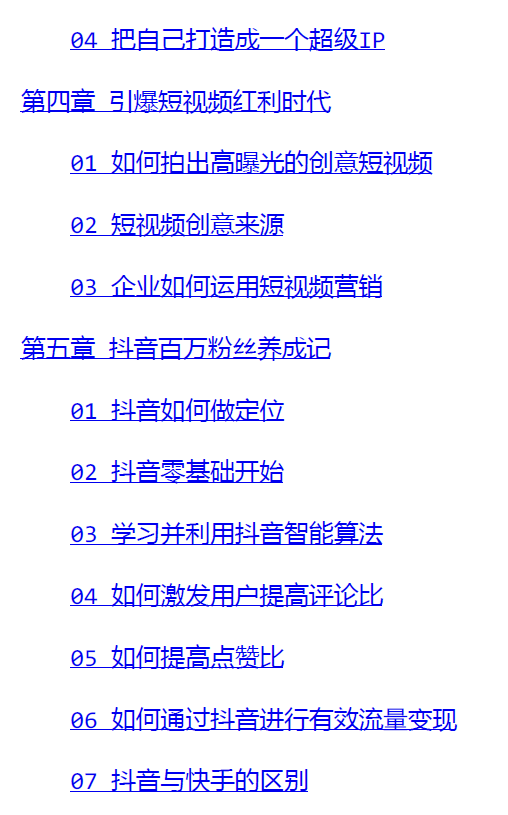 04 把自己打造成一个超级IP
第四章 引爆短视频红利时代
01 如何拍出高曝光的创意短视频
02 短视频创意来源
03 企业如何运用短视频营销
第五章 抖音百万粉丝养成记
01 抖音如何做定位
02 抖音零基础开始
03 学习并利用抖音智能算法
04 如何激发用户提高评论比
05 如何提高点赞比
06 如何通过抖音进行有效流量变现
07 抖音与快手的区别